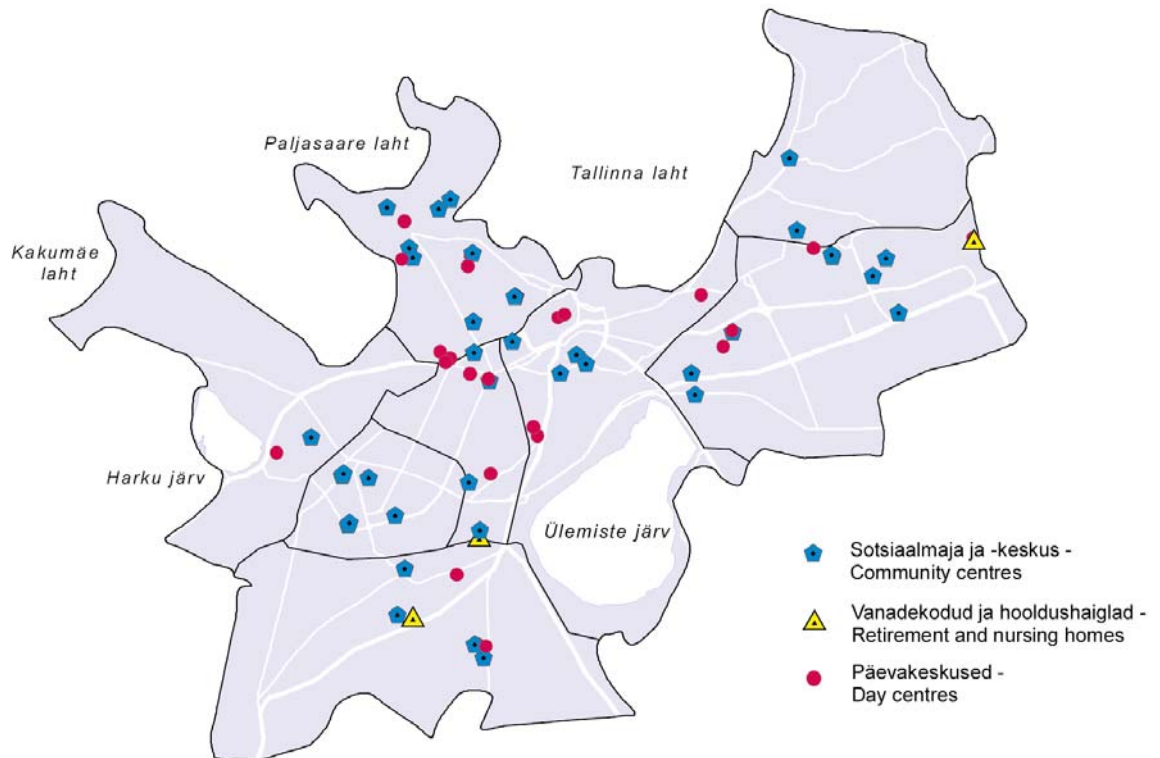 Paljasaare laht
Tallinna laht
Kakumäe
laht
Harku järv
Ülemiste järv
Sotsiaalmaja ja -keskus -
Community centres
Vanadekodud ja hooldushaiglad -
Retirement and nursing homes
Päevakeskused -
Day centres